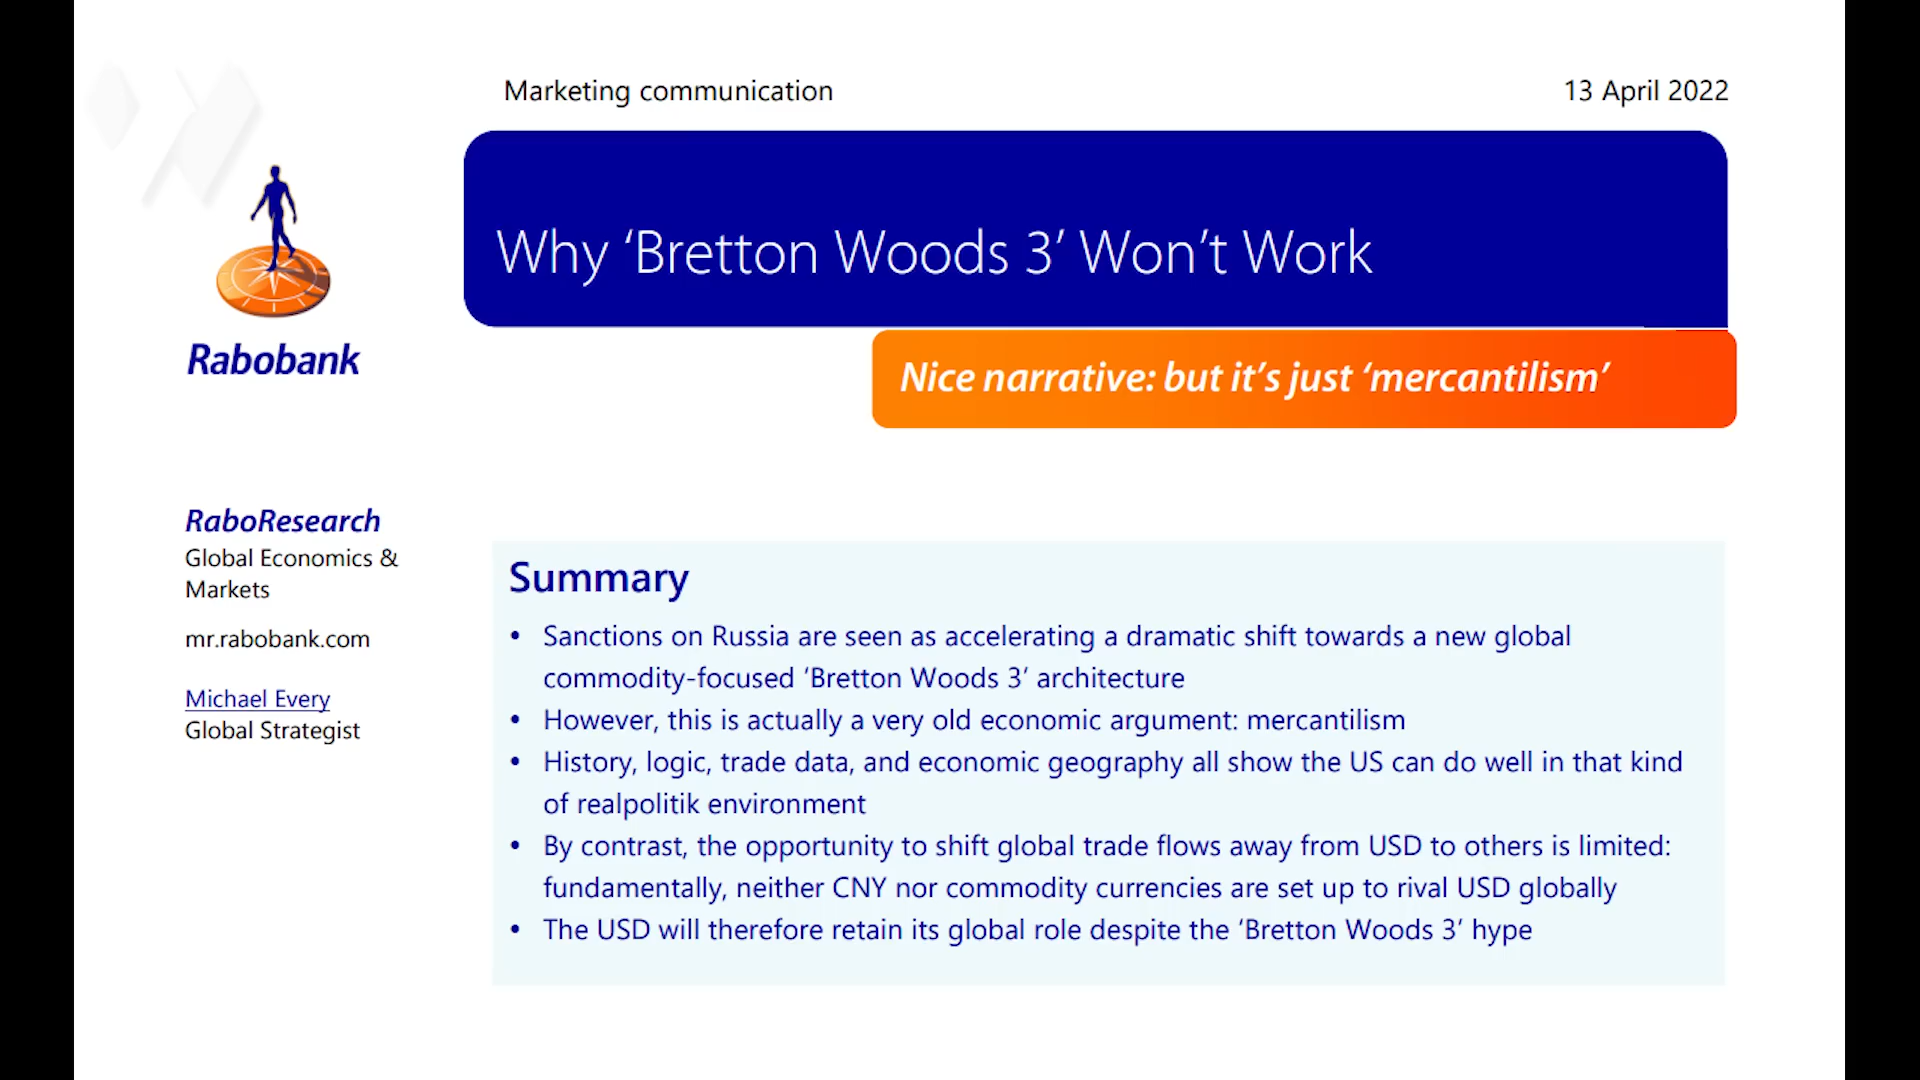 Marketing communication
13 April 2022
Why ‘Bretton Woods 3’ Won’t Work
Nice narrative: but it’s just ‘mercantilism’
Rabobank
RaboResearch
Global Economics &
Markets
mr.rabobank.com
Michael Every
Global Strategist
Summary
• Sanctions on Russia are seen as accelerating a dramatic shift towards a new global
commodity-focused ‘Bretton Woods 3’ architecture
• However, this is actually a very old economic argument: mercantilism
• History, logic, trade data, and economic geography all show the US can do well in that kind
of realpolitik environment
• By contrast, the opportunity to shift global trade flows away from USD to others is limited:
fundamentally, neither CNY nor commodity currencies are set up to rival USD globally
• The USD will therefore retain its global role despite the ‘Bretton Woods 3’ hype